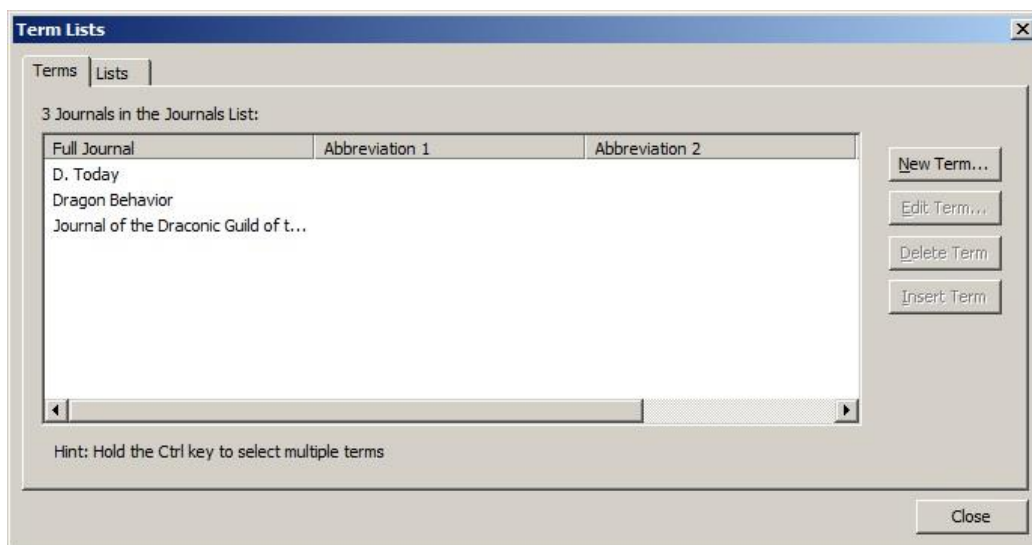 Term Lists
Terms Lists
3 Journals in the Journals List:
Full Journal Abbreviation 1 Abbreviation 2
D. Today
Dragon Behavior
Journal of the Draconic Guild of t...
New Term...
Edit Term...
Delete Term
Insert Term
Hint: Hold the Ctrl key to select multiple terms
Close